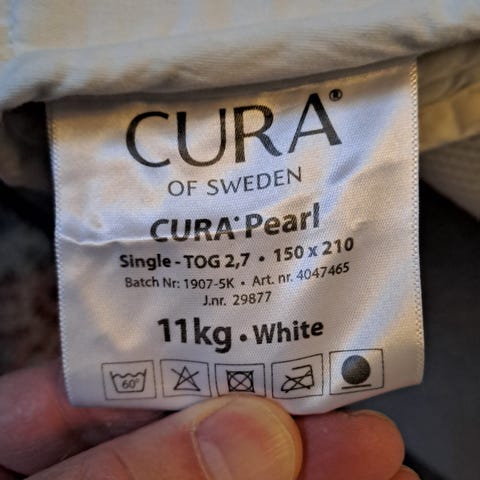 CURA®
OF SWEDEN
CURA® Pearl
Single - TOG 2,7 • 150 x 210
Batch Nr: 1907-5K • Art. nr. 4047465
J.nr. 29877
11kg • White
60°